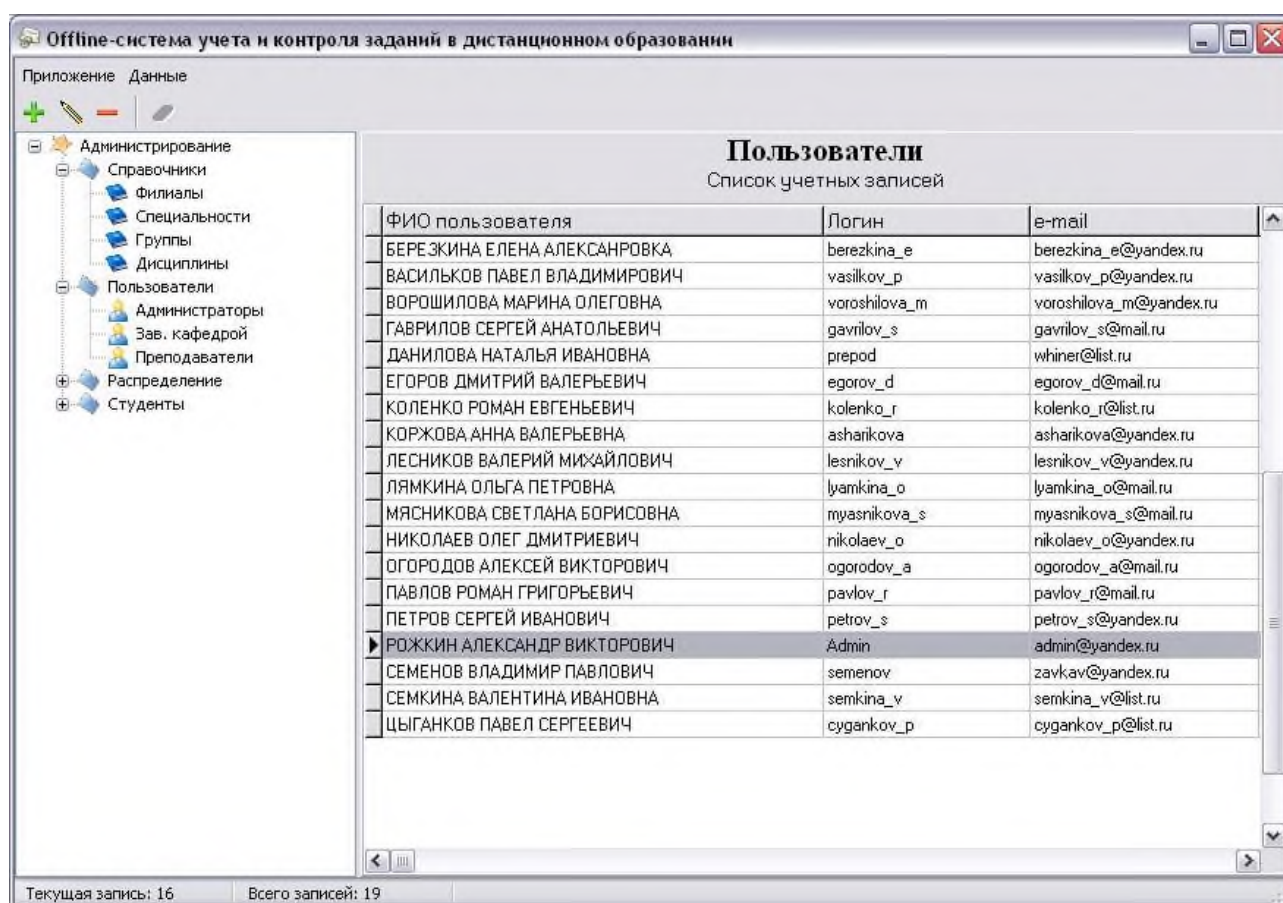 Offline-система учета и контроля заданий в дистанционном образовании
Приложение Данные
Администрирование
Справочники
Филиалы
Специальности
Группы
Дисциплины
Пользователи
Администраторы
Зав. кафедрой
Преподаватели
Распределение
Студенты
Пользователи
Список учетных записей
ФИО пользователя Логин e-mail
БЕРЕЗКИНА ЕЛЕНА АЛЕКСАНРОВКА berezkina_e berezkina_e@yandex.ru
ВАСИЛЬКОВ ПАВЕЛ ВЛАДИМИРОВИЧ vasilkov_p vasilkov_p@yandex.ru
ВОРОШИЛОВА МАРИНА ОЛЕГОВНА voroshilova_m voroshilova_m@yandex.ru
ГАВРИЛОВ СЕРГЕЙ АНАТОЛЬЕВИЧ gavrilov_s gavrilov_s@mail.ru
ДАНИЛОВА НАТАЛЬЯ ИВАНОВНА prepod whiner@list.ru
ЕГОРОВ ДМИТРИЙ ВАЛЕРЬЕВИЧ egorov_d egorov_d@mail.ru
КОЛЕНКО РОМАН ЕВГЕНЬЕВИЧ kolenko_r kolenko_r@list.ru
КОРЖОВА АННА ВАЛЕРЬЕВНА asharikova asharikova@yandex.ru
ЛЕСНИКОВ ВАЛЕРИЙ МИХАЙЛОВИЧ lesnikov_v lesnikov_v@yandex.ru
ЛЯМКИНА ОЛЬГА ПЕТРОВНА lyamkina_o lyamkina_o@mail.ru
МЯСНИКОВА СВЕТЛАНА БОРИСОВНА myasnikova_s myasnikova_s@mail.ru
НИКОЛАЕВ ОЛЕГ ДМИТРИЕВИЧ nikolaev_o nikolaev_o@yandex.ru
ОГОРОДОВ АЛЕКСЕЙ ВИКТОРОВИЧ ogorodov_a ogorodov_a@mail.ru
ПАВЛОВ РОМАН ГРИГОРЬЕВИЧ pavlov_r pavlov_r@mail.ru
ПЕТРОВ СЕРГЕЙ ИВАНОВИЧ petrov_s petrov_s@yandex.ru
РОЖКИН АЛЕКСАНДР ВИКТОРОВИЧ Admin admin@yandex.ru
СЕМЕНОВ ВЛАДИМИР ПАВЛОВИЧ semenov zavkav@yandex.ru
СЕМКИНА ВАЛЕНТИНА ИВАНОВНА semkina_v semkina_v@list.ru
ЦЫГАНКОВ ПАВЕЛ СЕРГЕЕВИЧ cygankov_p cygankov_p@list.ru
Текущая запись: 16 Всего записей: 19